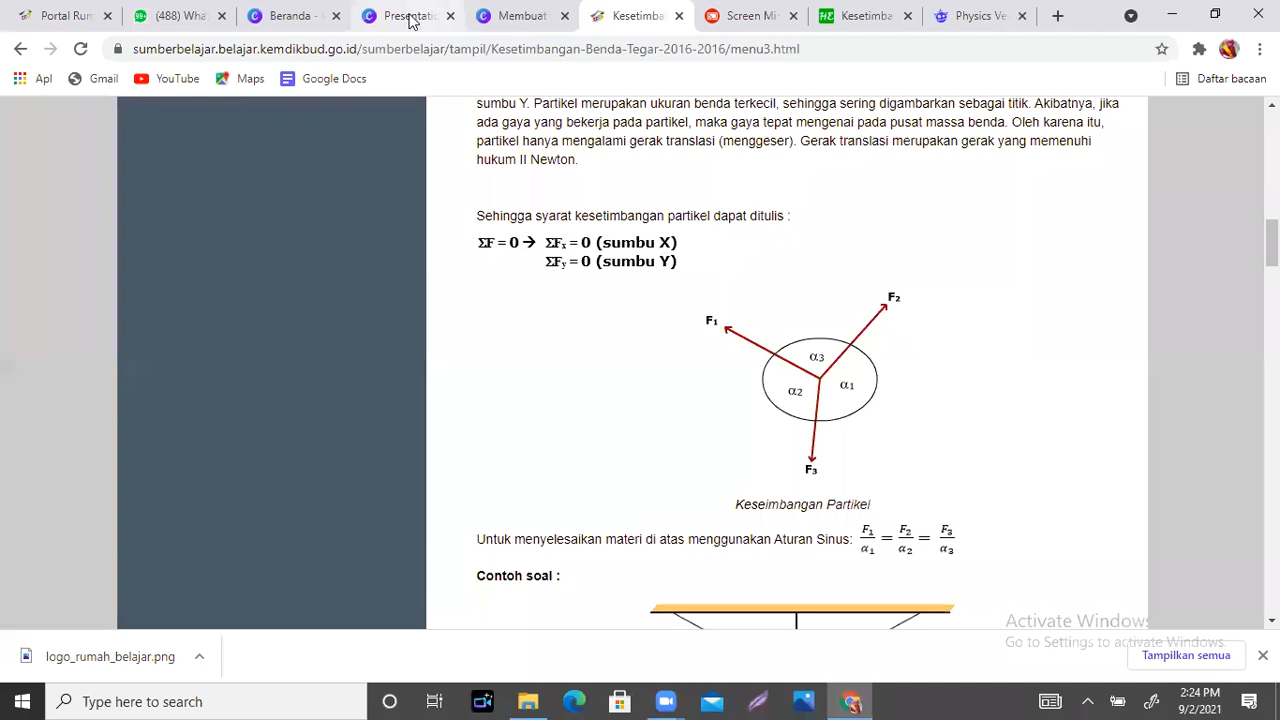 Portal Rum
(488) Wha
Beranda -
Presentatio
Membuat
Kesetimba
Screen Mi
Kesetimba
Physics Ve
sumberbelajar.belajar.kemdikbud.go.id/sumberbelajar/tampil/Kesetimbangan-Benda-Tegar-2016-2016/menu3.html
Apl
Gmail
YouTube
Maps
Google Docs
Daftar bacaan
sumbu Y. Partikel merupakan ukuran benda terkecil, sehingga sering digambarkan sebagai titik. Akibatnya, jika
ada gaya yang bekerja pada partikel, maka gaya tepat mengenai pada pusat massa benda. Oleh karena itu,
partikel hanya mengalami gerak translasi (menggeser). Gerak translasi merupakan gerak yang memenuhi
hukum II Newton.
Sehingga syarat kesetimbangan partikel dapat ditulis :
ΣF = 0 → ΣFx = 0 (sumbu X)
ΣFy = 0 (sumbu Y)
F2
F1
α3
α2
α1
F3
Keseimbangan Partikel
Untuk menyelesaikan materi di atas menggunakan Aturan Sinus: F1/α1 = F2/α2 = F3/α3
Contoh soal :
Activate Windows
Go to Settings to activate Windows.
logo_rumah_belajar.png
Tampilkan semua
Type here to search
2:24 PM
9/2/2021